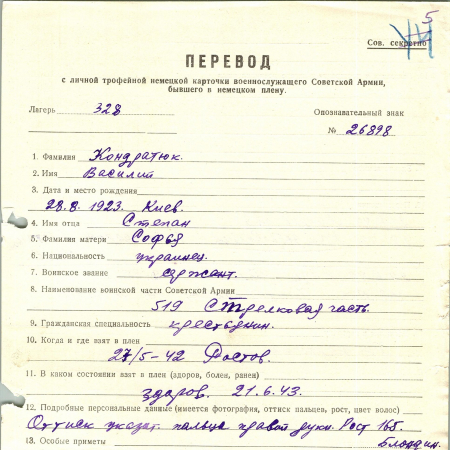 5
Сов. секретно
ПЕРЕВОД
с личной трофейной немецкой карточки военнослужащего Советской Армии,
бывшего в немецком плену.
Лагерь 328 Опознавательный знак
№ 26898
1. Фамилия Кондратюк.
2. Имя Василий
3. Дата и место рождения
28.8. 1923. Киев.
4. Имя отца Степан
5. Фамилия матери Софья
6. Национальность украинец.
7. Воинское звание сержант.
8. Наименование воинской части Советской Армии
519 Стрелковая часть.
9. Гражданская специальность крестьянин.
10. Когда и где взят в плен
27/5-42 Ростов.
11. В каком состоянии взят в плен (здоров, болен, ранен)
здоров. 21.6.43.
12. Подробные персональные данные (имеется фотография, оттиск пальцев, рост, цвет волос)
Оттиск указат. пальца правой руки. Рост 165.
13. Особые приметы Блондин.